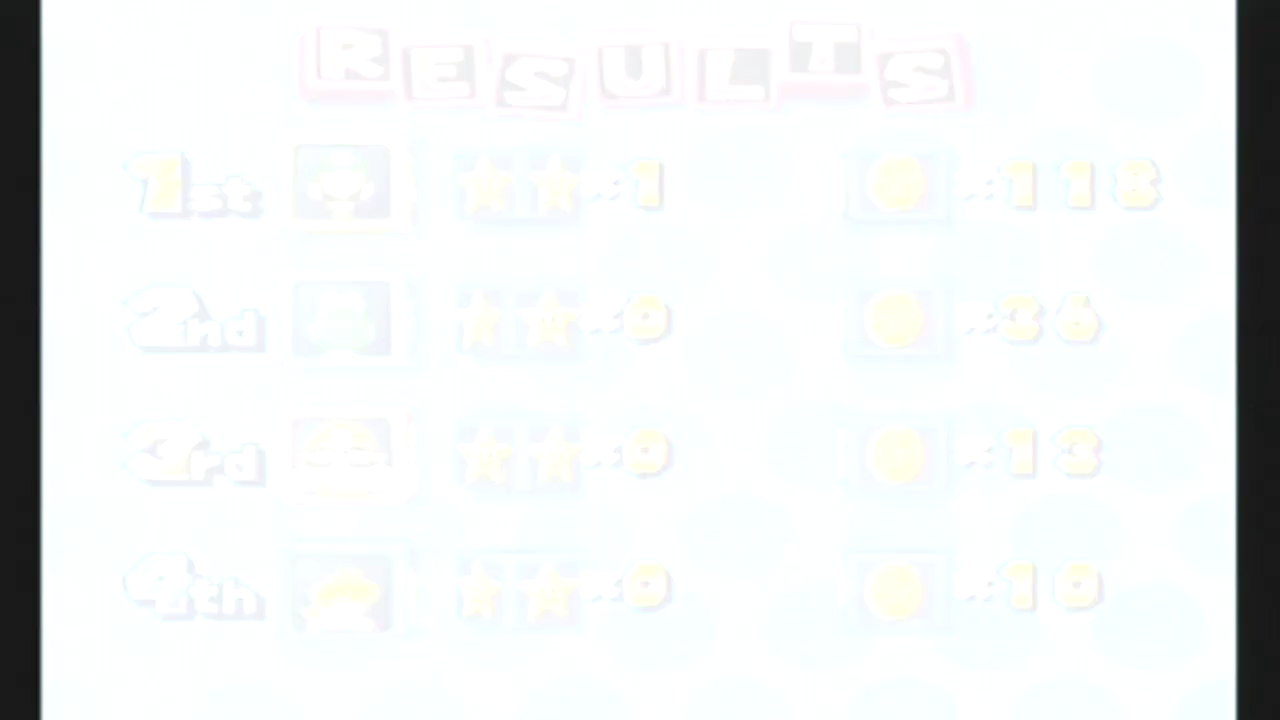 RESULTS
1st ×1 ×118
2nd ×0 ×36
3rd ×0 ×13
4th ×0 ×10